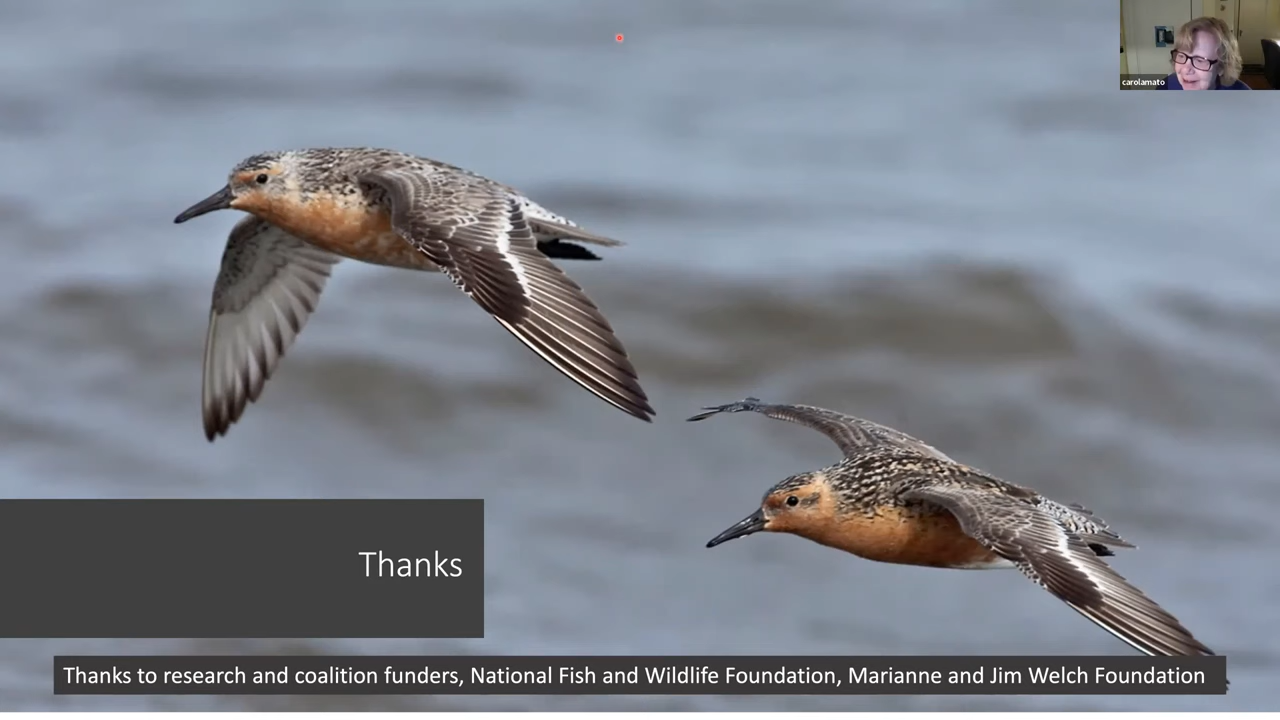 carolamato
Thanks
Thanks to research and coalition funders, National Fish and Wildlife Foundation, Marianne and Jim Welch Foundation